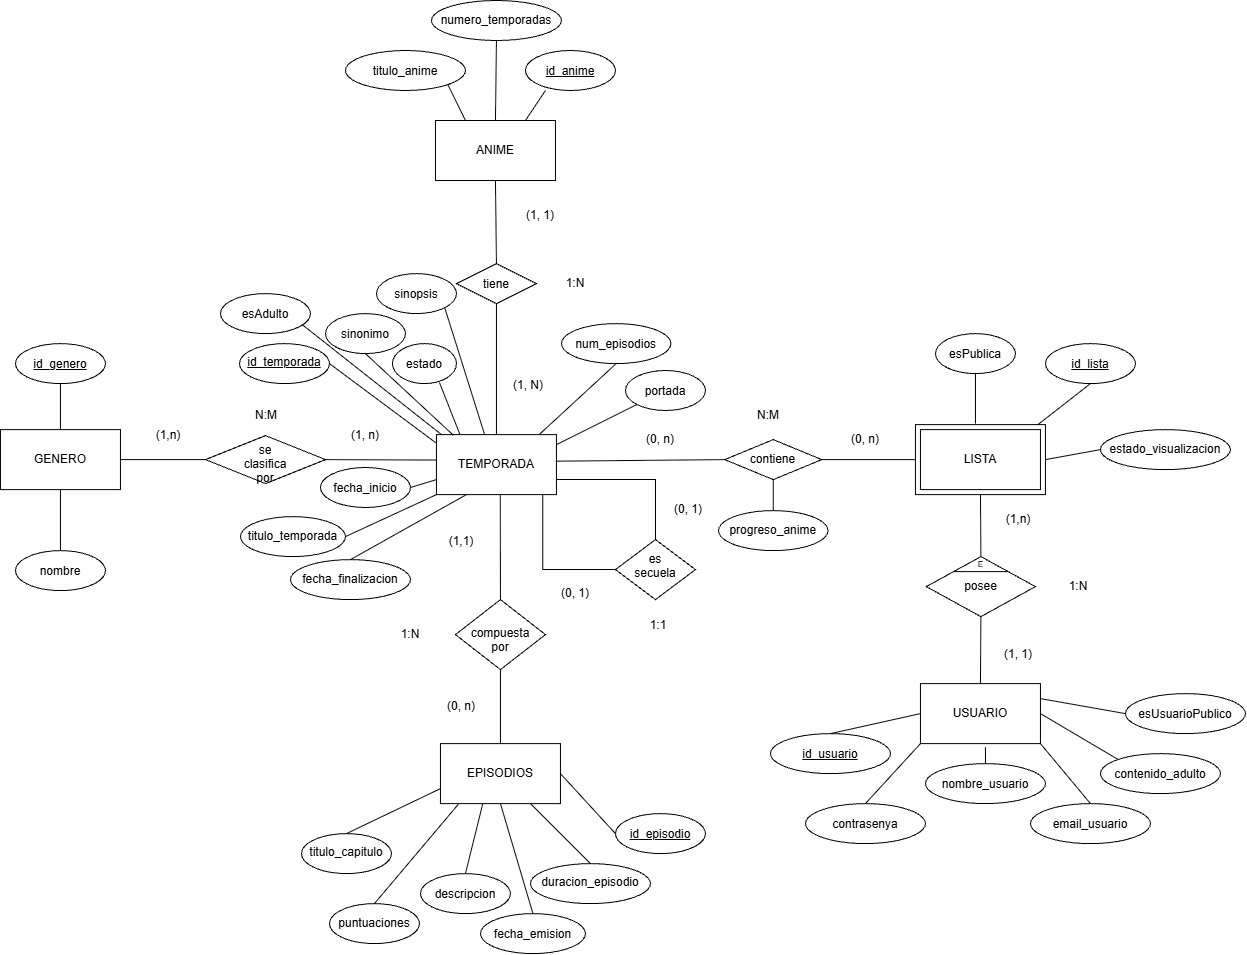 numero_temporadas
titulo_anime
id_anime
ANIME
(1, 1)
tiene
1:N
sinopsis
esAdulto
sinonimo
id_temporada
estado
num_episodios
portada
(1, N)
id_genero
N:M
(1,n)
(1, n)
GENERO
se
clasifica
por
nombre
TEMPORADA
fecha_inicio
titulo_temporada
fecha_finalizacion
(0, n)
N:M
(0, n)
contiene
progreso_anime
esPublica
id_lista
LISTA
estado_visualizacion
(0, 1)
es
secuela
(0, 1)
1:1
(1,1)
1:N
compuesta
por
(0, n)
(1,n)
E
posee
1:N
(1, 1)
USUARIO
esUsuarioPublico
id_usuario
nombre_usuario
contenido_adulto
contrasenya
email_usuario
EPISODIOS
id_episodio
titulo_capitulo
duracion_episodio
descripcion
puntuaciones
fecha_emision